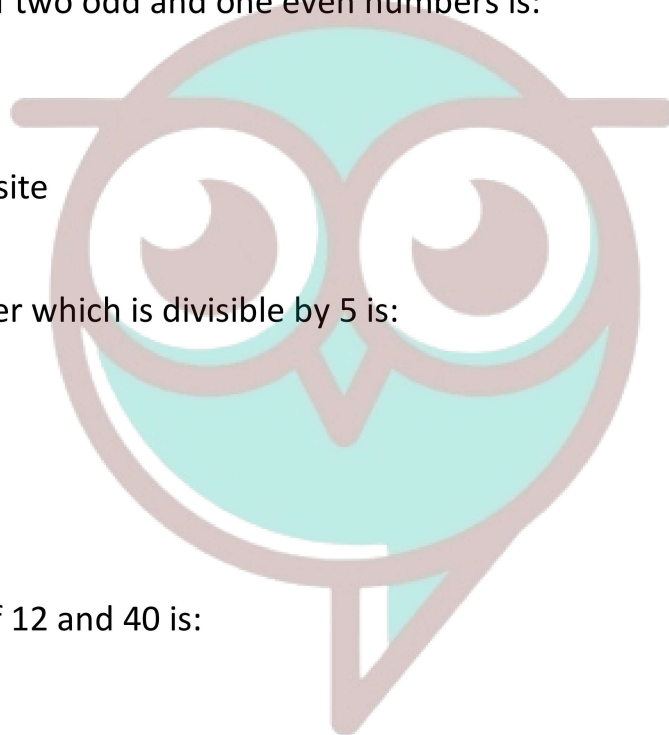 two odd and one even numbers is:
site
er which is divisible by 5 is:
12 and 40 is: